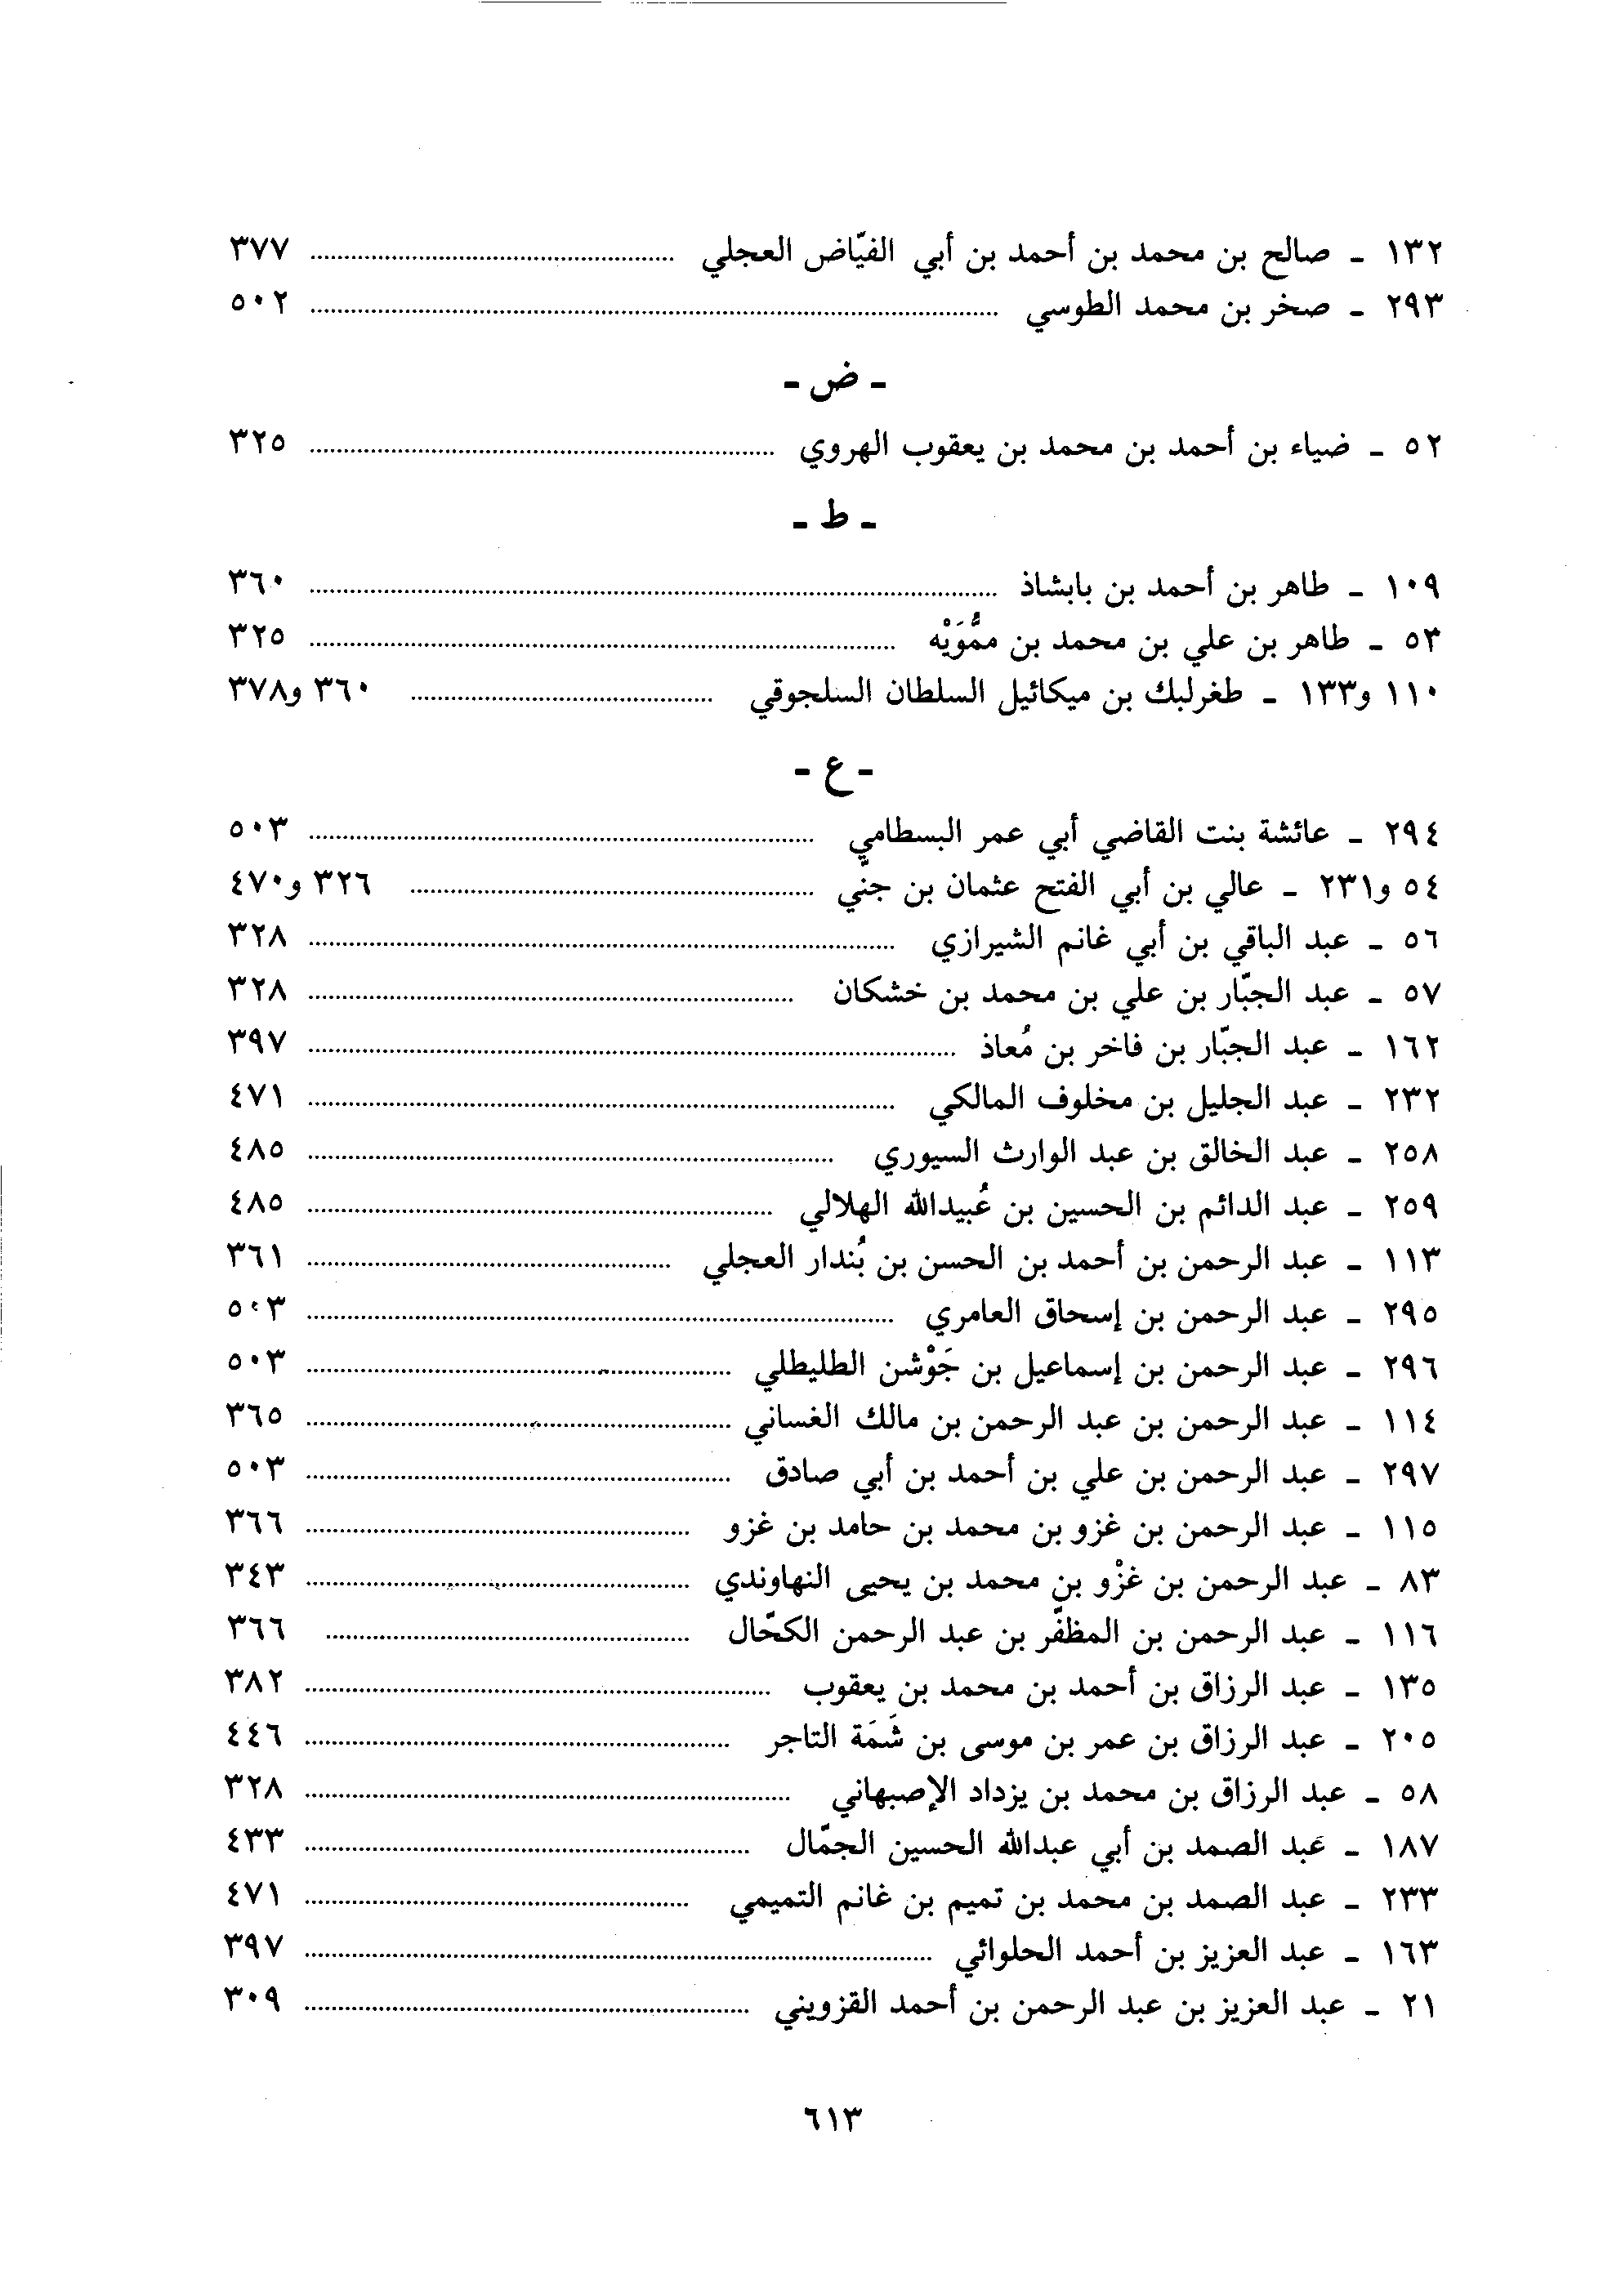 ١٣٢ ـ صالح بن محمد بن أحمد بن أبي الفيّاض العجلي ........ ٣٧٧
٢٩٣ ـ صخر بن محمد الطوسي ........ ٥٠٢
ـ ض ـ
٥٢ ـ ضياء بن أحمد بن محمد بن يعقوب الهروي ........ ٣٢٥
ـ ط ـ
١٠٩ ـ طاهر بن أحمد بن بابشاذ ........ ٣٦٠
٥٣ ـ طاهر بن علي بن محمد بن ممُّوَيْه ........ ٣٢٥
١١٠ و١٣٣ ـ طغرلبك بن ميكائيل السلطان السلجوقي ........ ٣٦٠ و٣٧٨
ـ ع ـ
٢٩٤ ـ عائشة بنت القاضي أبي عمر البسطامي ........ ٥٠٣
٥٤ و٢٣١ ـ عالي بن أبي الفتح عثمان بن جنّي ........ ٣٢٦ و٤٧٠
٥٦ ـ عبد الباقي بن أبي غانم الشيرازي ........ ٣٢٨
٥٧ ـ عبد الجبّار بن علي بن محمد بن خشكان ........ ٣٢٨
١٦٢ ـ عبد الجبّار بن فاخر بن مُعاذ ........ ٣٩٧
٢٣٢ ـ عبد الجليل بن مخلوف المالكي ........ ٤٧١
٢٥٨ ـ عبد الخالق بن عبد الوارث السيوري ........ ٤٨٥
٢٥٩ ـ عبد الدائم بن الحسين بن عُبيدالله الهلالي ........ ٤٨٥
١١٣ ـ عبد الرحمن بن أحمد بن الحسن بن بُندار العجلي ........ ٣٦١
٢٩٥ ـ عبد الرحمن بن إسحاق العامري ........ ٥٠٣
٢٩٦ ـ عبد الرحمن بن إسماعيل بن جَوْشن الطليطلي ........ ٥٠٣
١١٤ ـ عبد الرحمن بن عبد الرحمن بن مالك الغساني ........ ٣٦٥
٢٩٧ ـ عبد الرحمن بن علي بن أحمد بن أبي صادق ........ ٥٠٣
١١٥ ـ عبد الرحمن بن غزو بن محمد بن حامد بن غزو ........ ٣٦٦
٨٣ ـ عبد الرحمن بن غزْو بن محمد بن يحيى النهاوندي ........ ٣٤٣
١١٦ ـ عبد الرحمن بن المظفّر بن عبد الرحمن الكحّال ........ ٣٦٦
١٣٥ ـ عبد الرزاق بن أحمد بن محمد بن يعقوب ........ ٣٨٢
٢٠٥ ـ عبد الرزاق بن عمر بن موسى بن شَمَة التاجر ........ ٤٤٦
٥٨ ـ عبد الرزاق بن محمد بن يزداد الإصبهاني ........ ٣٢٨
١٨٧ ـ عبد الصمد بن أبي عبدالله الحسين الجمّال ........ ٤٣٣
٢٣٣ ـ عبد الصمد بن محمد بن تميم بن غانم التميمي ........ ٤٧١
١٦٣ ـ عبد العزيز بن أحمد الحلوائي ........ ٣٩٧
٢١ ـ عبد العزيز بن عبد الرحمن بن أحمد القزويني ........ ٣٠٩
٦١٣